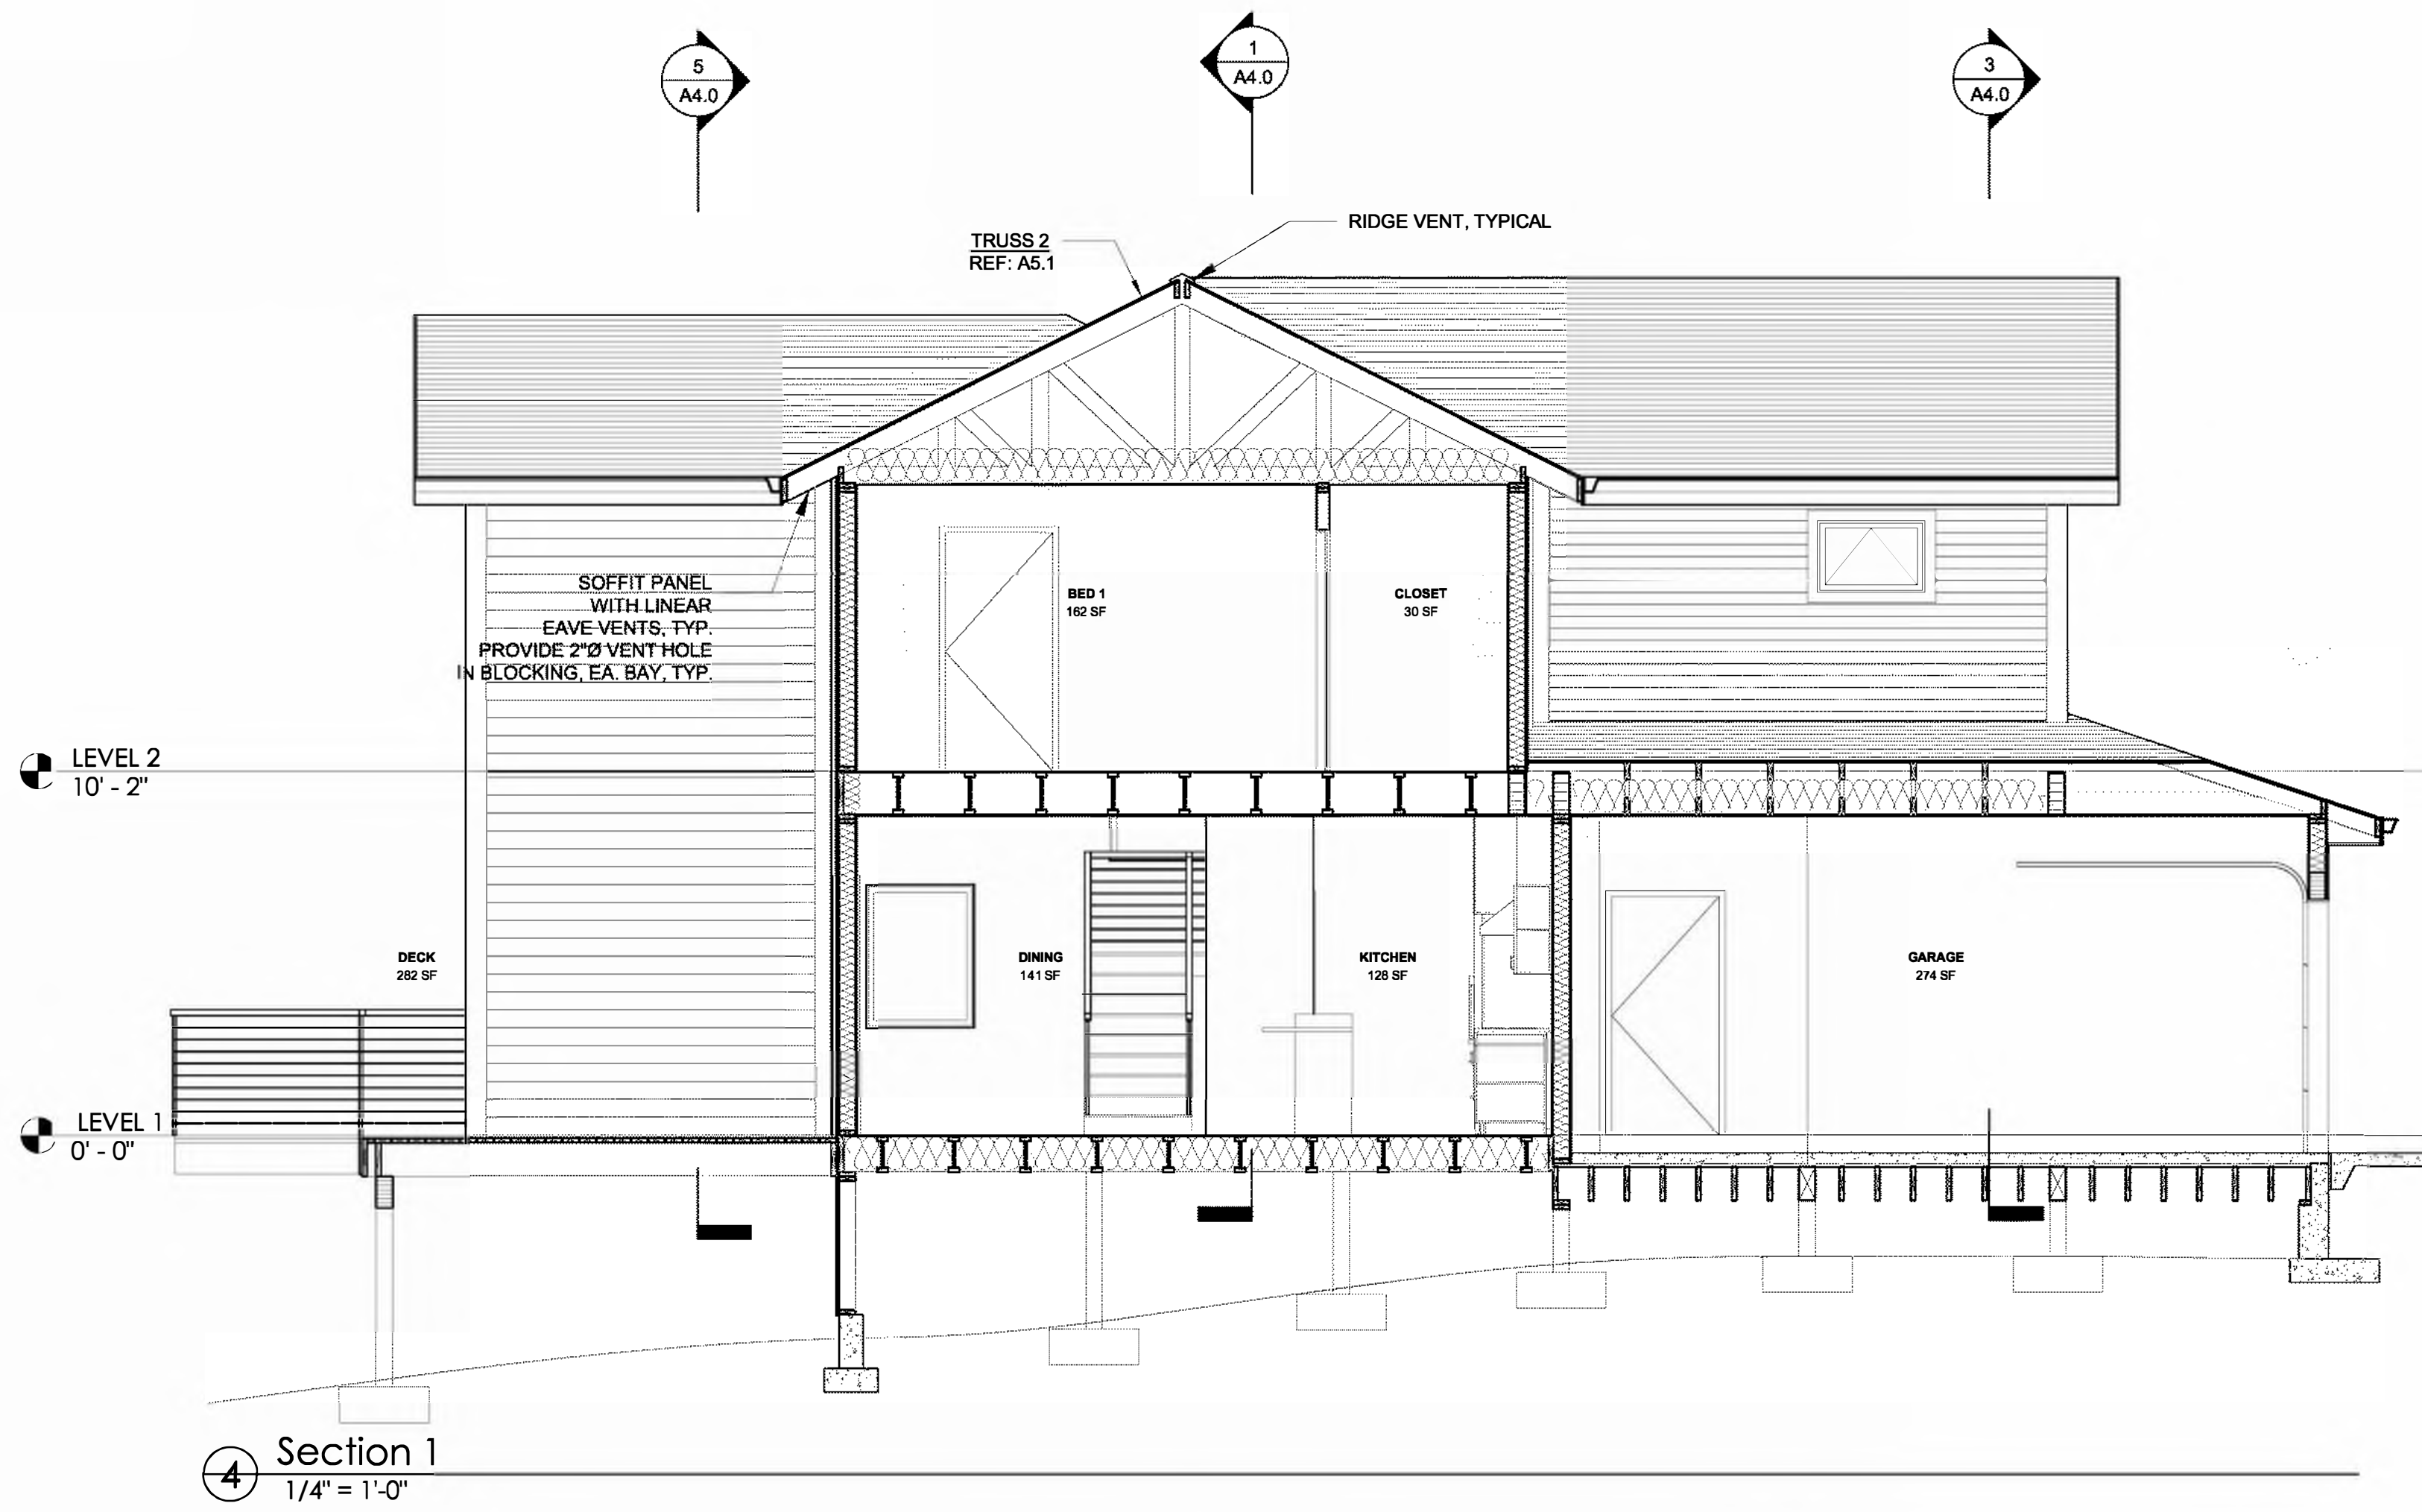 5
A4.0
1
A4.0
3
A4.0
RIDGE VENT, TYPICAL
TRUSS 2
REF: A5.1
SOFFIT PANEL
WITH LINEAR
EAVE VENTS, TYP.
PROVIDE 2"Ø VENT HOLE
IN BLOCKING, EA. BAY, TYP.
BED 1
162 SF
CLOSET
30 SF
LEVEL 2
10' - 2"
DECK
282 SF
DINING
141 SF
KITCHEN
128 SF
GARAGE
274 SF
LEVEL 1
0' - 0"
4
Section 1
1/4" = 1'-0"